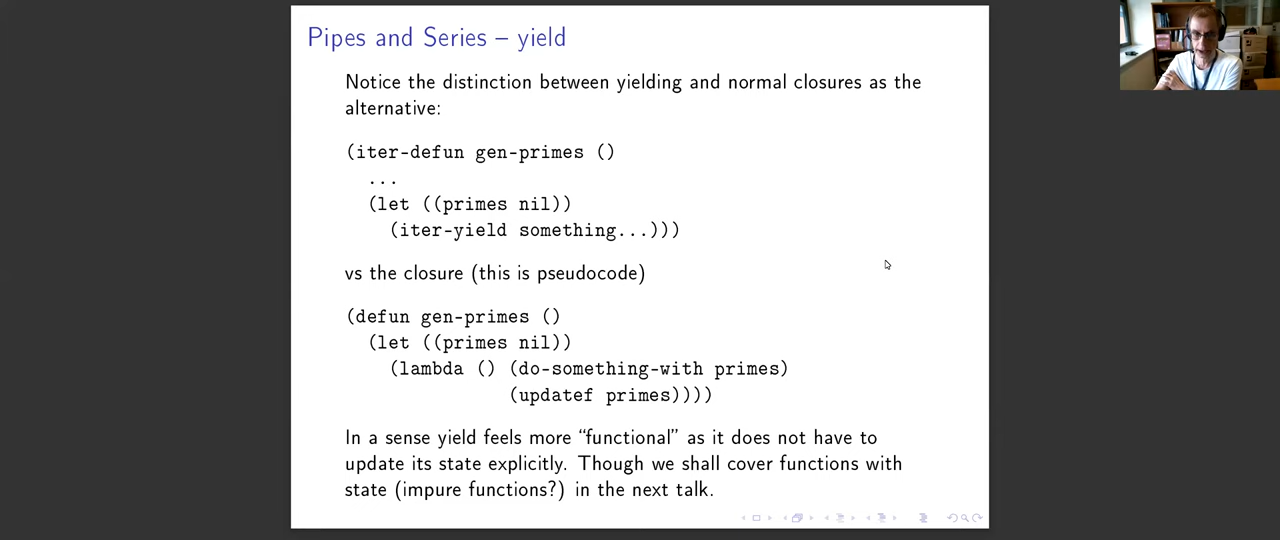 Pipes and Series – yield
Notice the distinction between yielding and normal closures as the
alternative:
(iter-defun gen-primes ()
...
(let ((primes nil))
(iter-yield something...)))
vs the closure (this is pseudocode)
(defun gen-primes ()
(let ((primes nil))
(lambda () (do-something-with primes)
(updatef primes))))
In a sense yield feels more “functional” as it does not have to
update its state explicitly. Though we shall cover functions with
state (impure functions?) in the next talk.